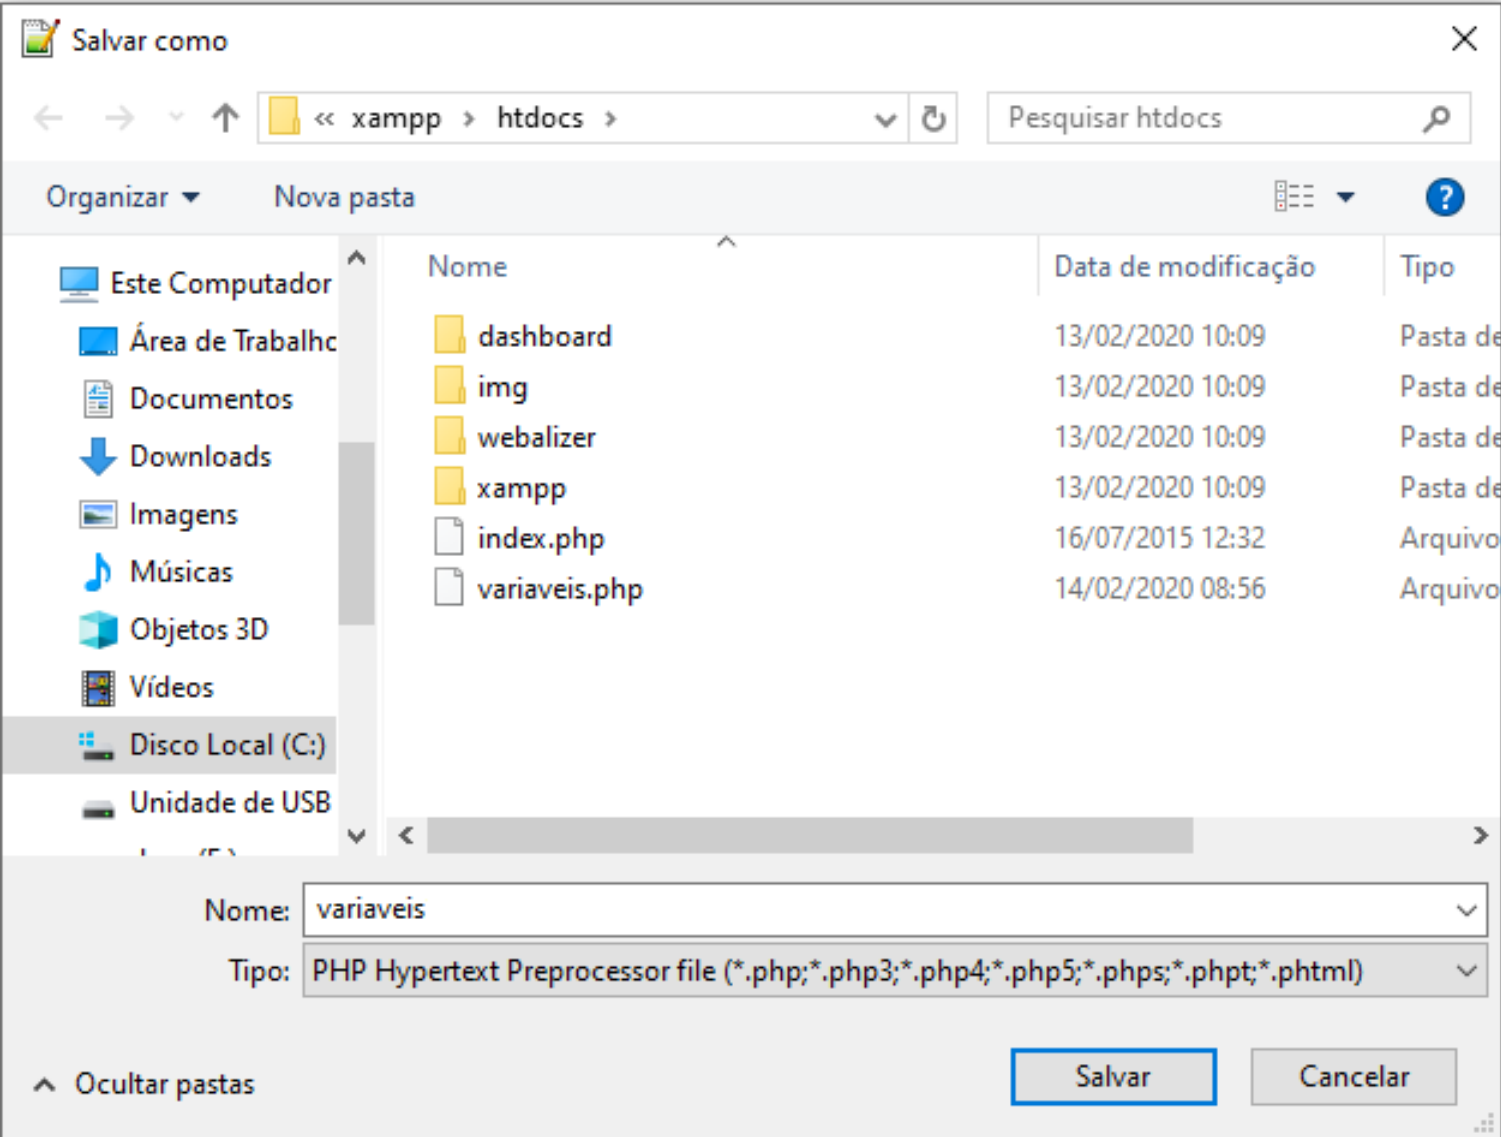 Salvar como
« xampp › htdocs ›
Pesquisar htdocs
Organizar
Nova pasta
?
Nome
Data de modificação
Tipo
Este Computador
Área de Trabalho
Documentos
Downloads
Imagens
Músicas
Objetos 3D
Vídeos
Disco Local (C:)
Unidade de USB
dashboard 13/02/2020 10:09 Pasta de
img 13/02/2020 10:09 Pasta de
webalizer 13/02/2020 10:09 Pasta de
xampp 13/02/2020 10:09 Pasta de
index.php 16/07/2015 12:32 Arquivo
variaveis.php 14/02/2020 08:56 Arquivo
Nome: variaveis
Tipo: PHP Hypertext Preprocessor file (*.php;*.php3;*.php4;*.php5;*.phps;*.phpt;*.phtml)
Ocultar pastas
Salvar
Cancelar